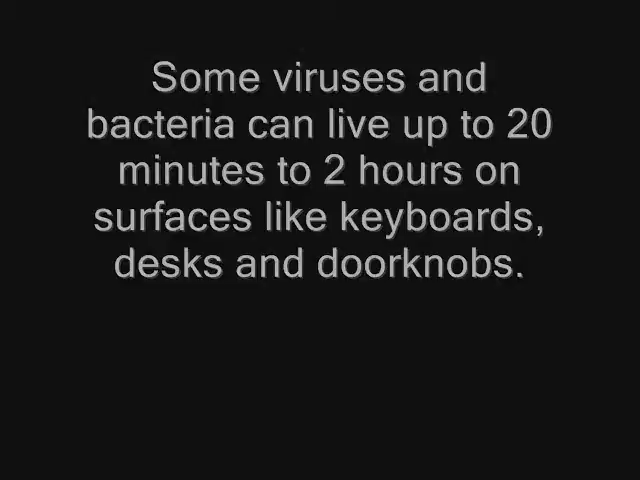 Some viruses and
bacteria can live up to 20
minutes to 2 hours on
surfaces like keyboards,
desks and doorknobs.